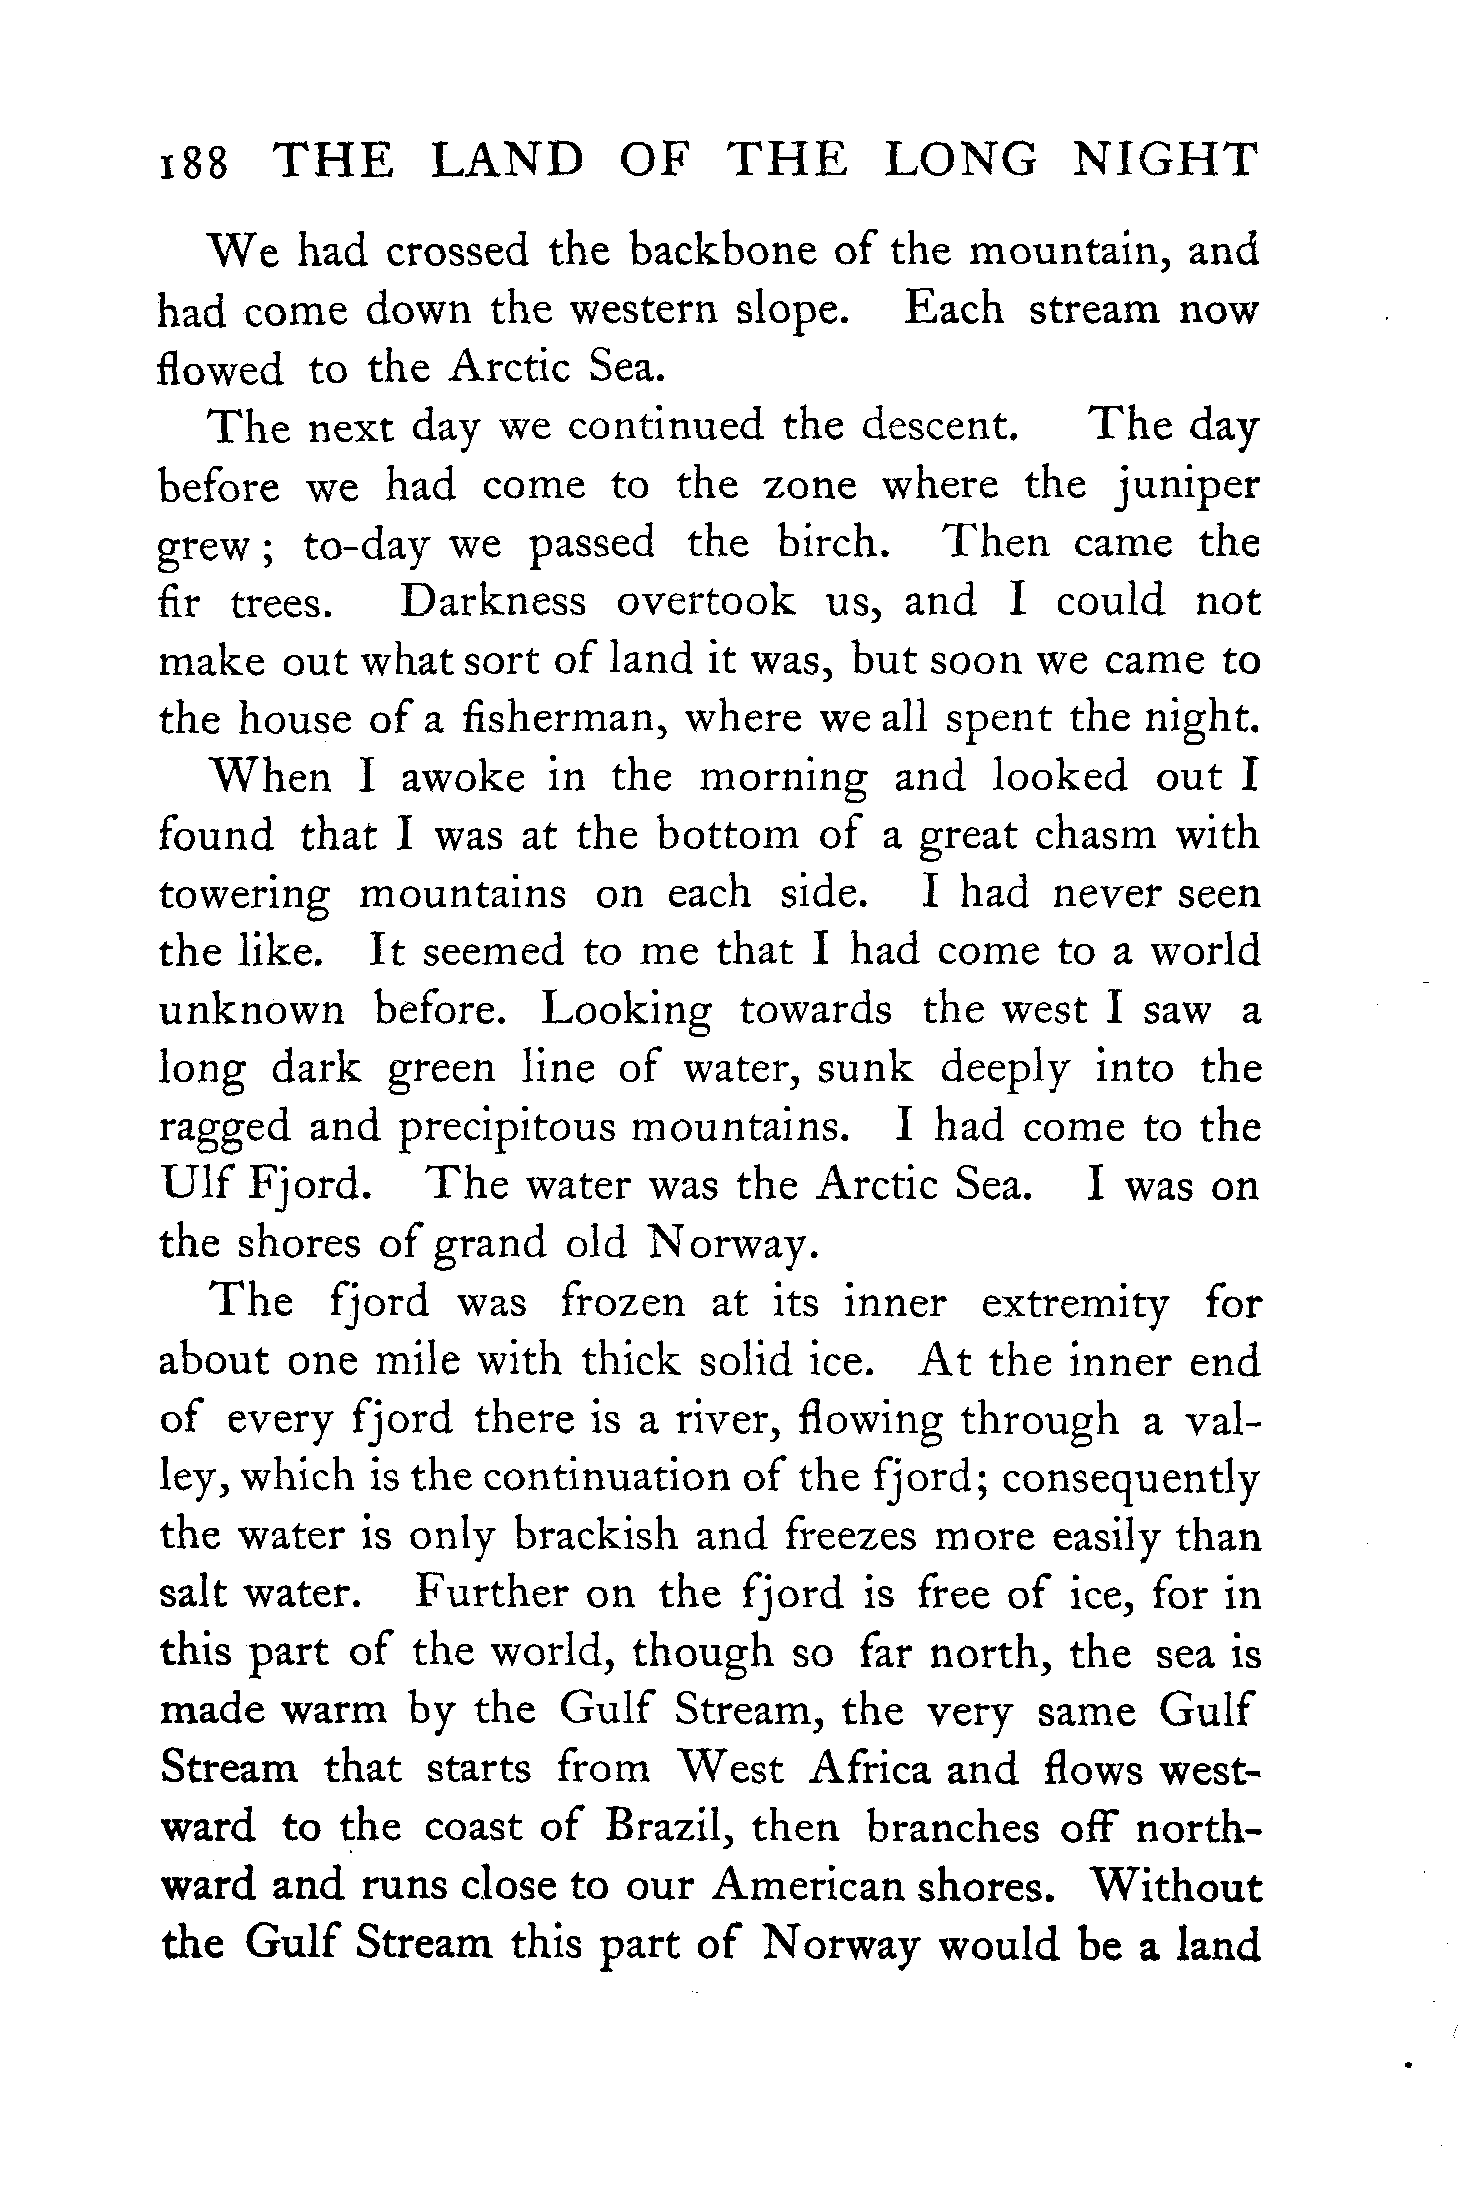 188 THE LAND OF THE LONG NIGHT
We had crossed the backbone of the mountain, and
had come down the western slope. Each stream now
flowed to the Arctic Sea.
The next day we continued the descent. The day
before we had come to the zone where the juniper
grew; to-day we passed the birch. Then came the
fir trees. Darkness overtook us, and I could not
make out what sort of land it was, but soon we came to
the house of a fisherman, where we all spent the night.
When I awoke in the morning and looked out I
found that I was at the bottom of a great chasm with
towering mountains on each side. I had never seen
the like. It seemed to me that I had come to a world
unknown before. Looking towards the west I saw a
long dark green line of water, sunk deeply into the
ragged and precipitous mountains. I had come to the
Ulf Fjord. The water was the Arctic Sea. I was on
the shores of grand old Norway.
The fjord was frozen at its inner extremity for
about one mile with thick solid ice. At the inner end
of every fjord there is a river, flowing through a val-
ley, which is the continuation of the fjord; consequently
the water is only brackish and freezes more easily than
salt water. Further on the fjord is free of ice, for in
this part of the world, though so far north, the sea is
made warm by the Gulf Stream, the very same Gulf
Stream that starts from West Africa and flows west-
ward to the coast of Brazil, then branches off north-
ward and runs close to our American shores. Without
the Gulf Stream this part of Norway would be a land